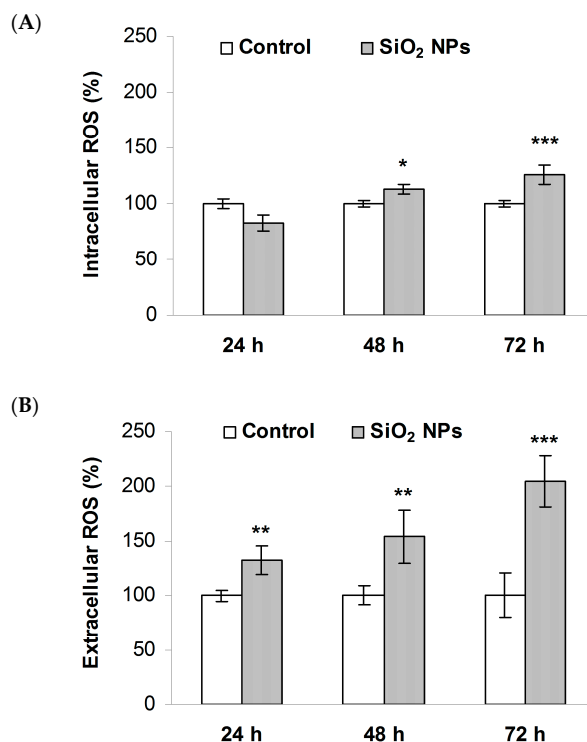 (A)
Control SiO₂ NPs
Intracellular ROS (%)
250
200
150
100
50
0
* ***
24 h 48 h 72 h
(B)
Control SiO₂ NPs
Extracellular ROS (%)
250
200
150
100
50
0
** ** ***
24 h 48 h 72 h